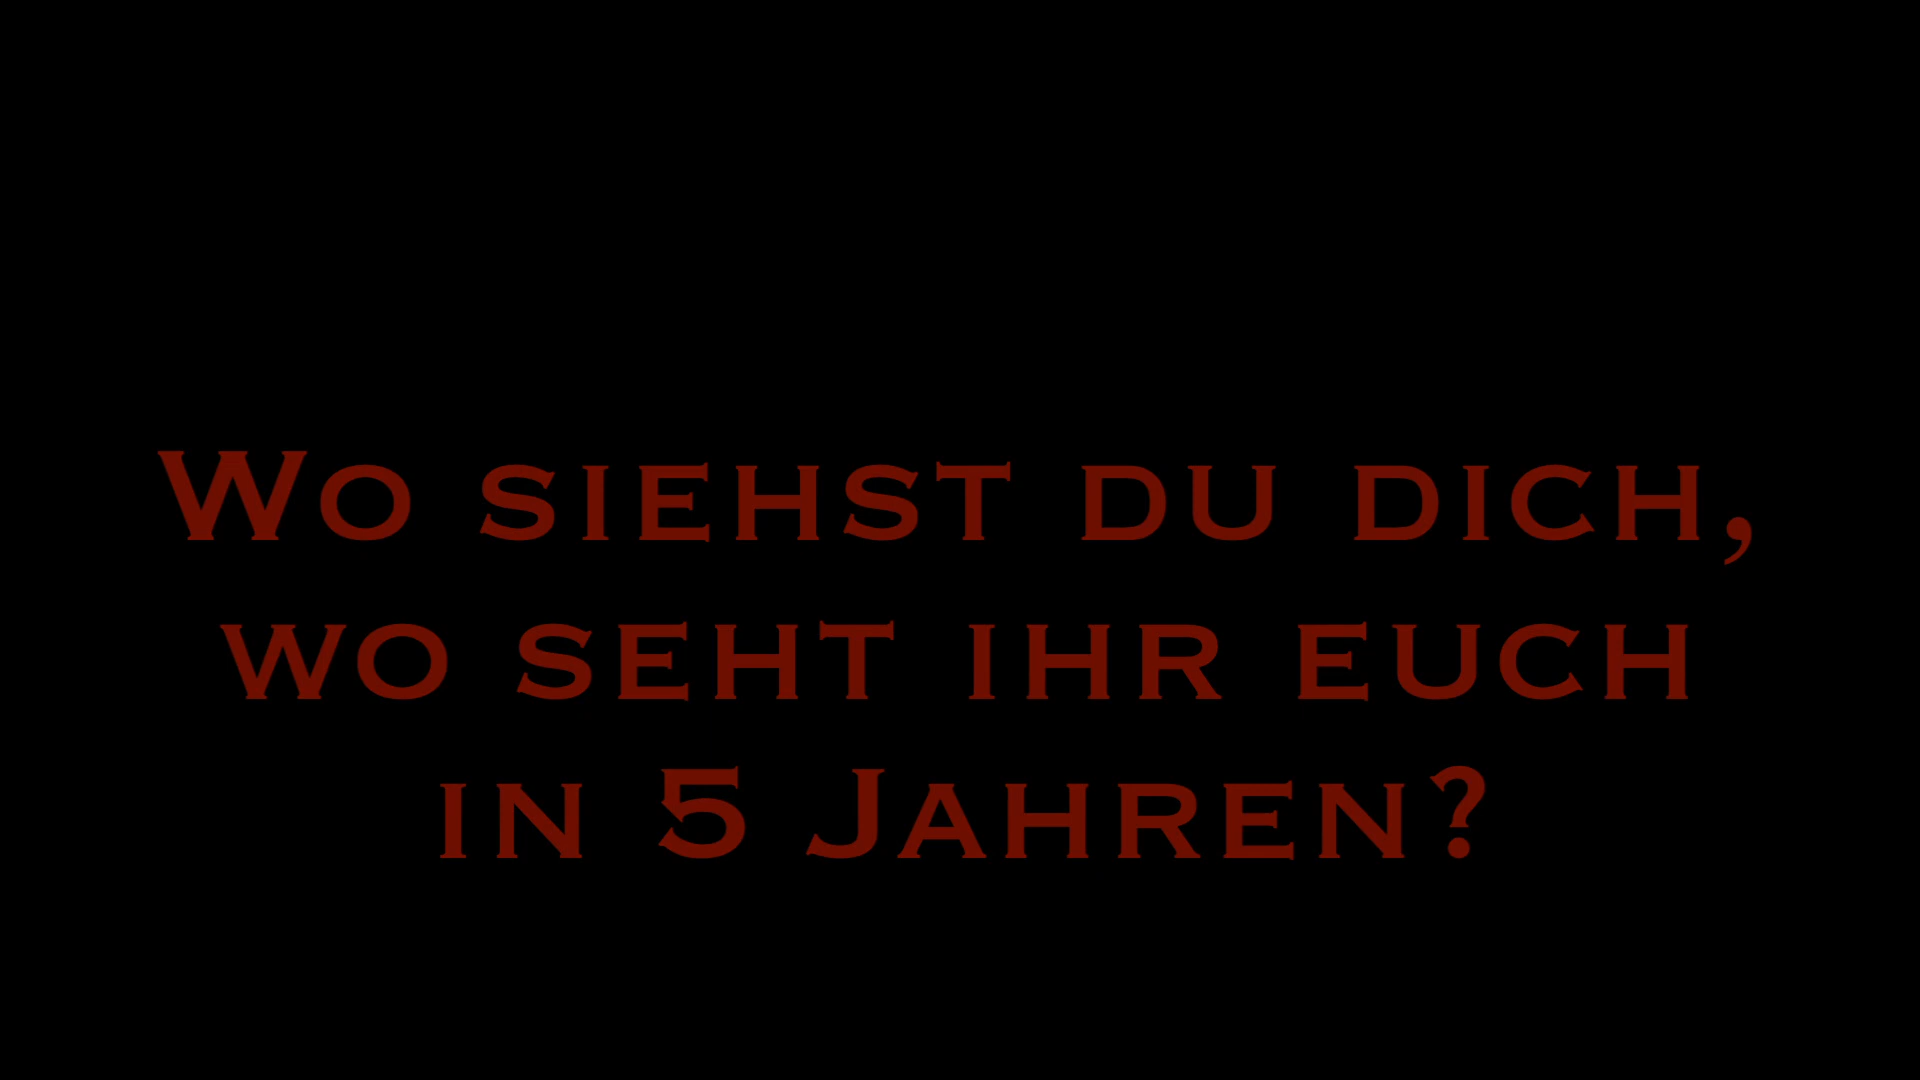 Wo siehst du dich,
wo seht ihr euch
in 5 Jahren?